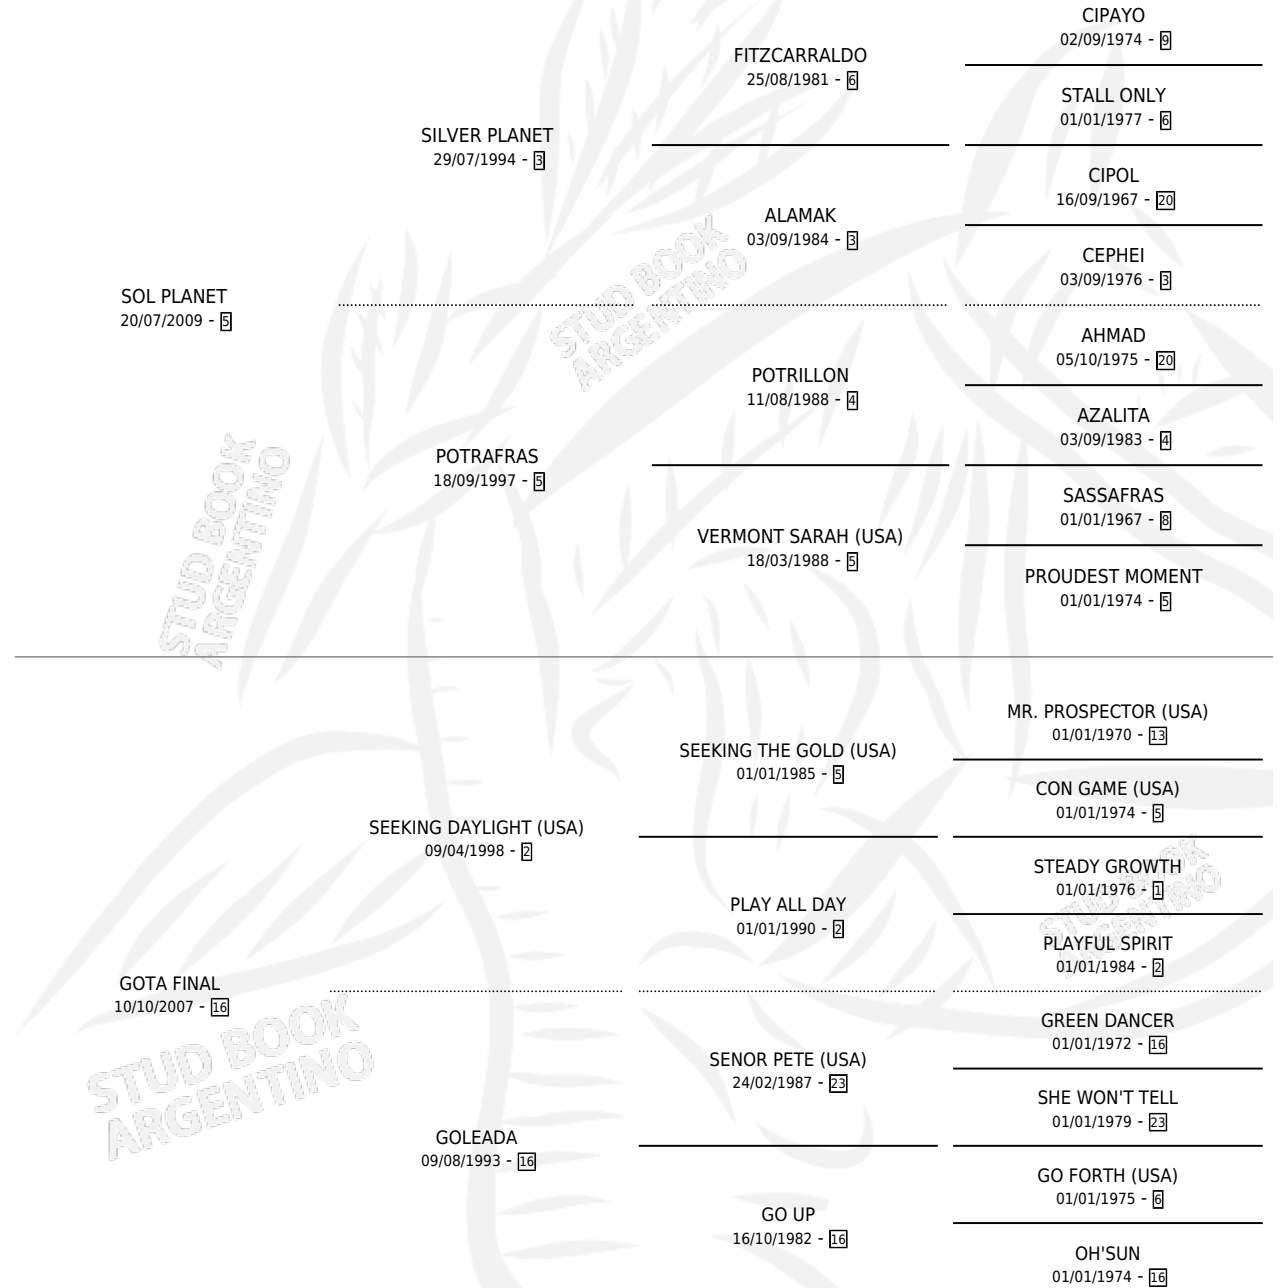 CIPAYO
02/09/1974 - 9
FITZCARRALDO
25/08/1981 - 6
STALL ONLY
01/01/1977 - 6
SILVER PLANET
29/07/1994 - 3
CIPOL
16/09/1967 - 20
ALAMAK
03/09/1984 - 3
CEPHEI
03/09/1976 - 3
SOL PLANET
20/07/2009 - 5
STUD BOOK
ARGENTINO
AHMAD
05/10/1975 - 20
POTRILLON
11/08/1988 - 4
AZALITA
03/09/1983 - 4
POTRAFRAS
18/09/1997 - 5
SASSAFRAS
01/01/1967 - 8
VERMONT SARAH (USA)
18/03/1988 - 5
PROUDEST MOMENT
01/01/1974 - 5
STUD BOOK
ARGENTINO
MR. PROSPECTOR (USA)
01/01/1970 - 13
SEEKING THE GOLD (USA)
01/01/1985 - 5
CON GAME (USA)
01/01/1974 - 5
SEEKING DAYLIGHT (USA)
09/04/1998 - 2
STEADY GROWTH
01/01/1976 - 1
PLAY ALL DAY
01/01/1990 - 2
STUD BOOK
ARGENTINO
PLAYFUL SPIRIT
01/01/1984 - 2
GOTA FINAL
10/10/2007 - 16
GREEN DANCER
01/01/1972 - 16
SENOR PETE (USA)
24/02/1987 - 23
SHE WON'T TELL
01/01/1979 - 23
STUD BOOK
ARGENTINO
GOLEADA
09/08/1993 - 16
GO FORTH (USA)
01/01/1975 - 6
GO UP
16/10/1982 - 16
OH'SUN
01/01/1974 - 16